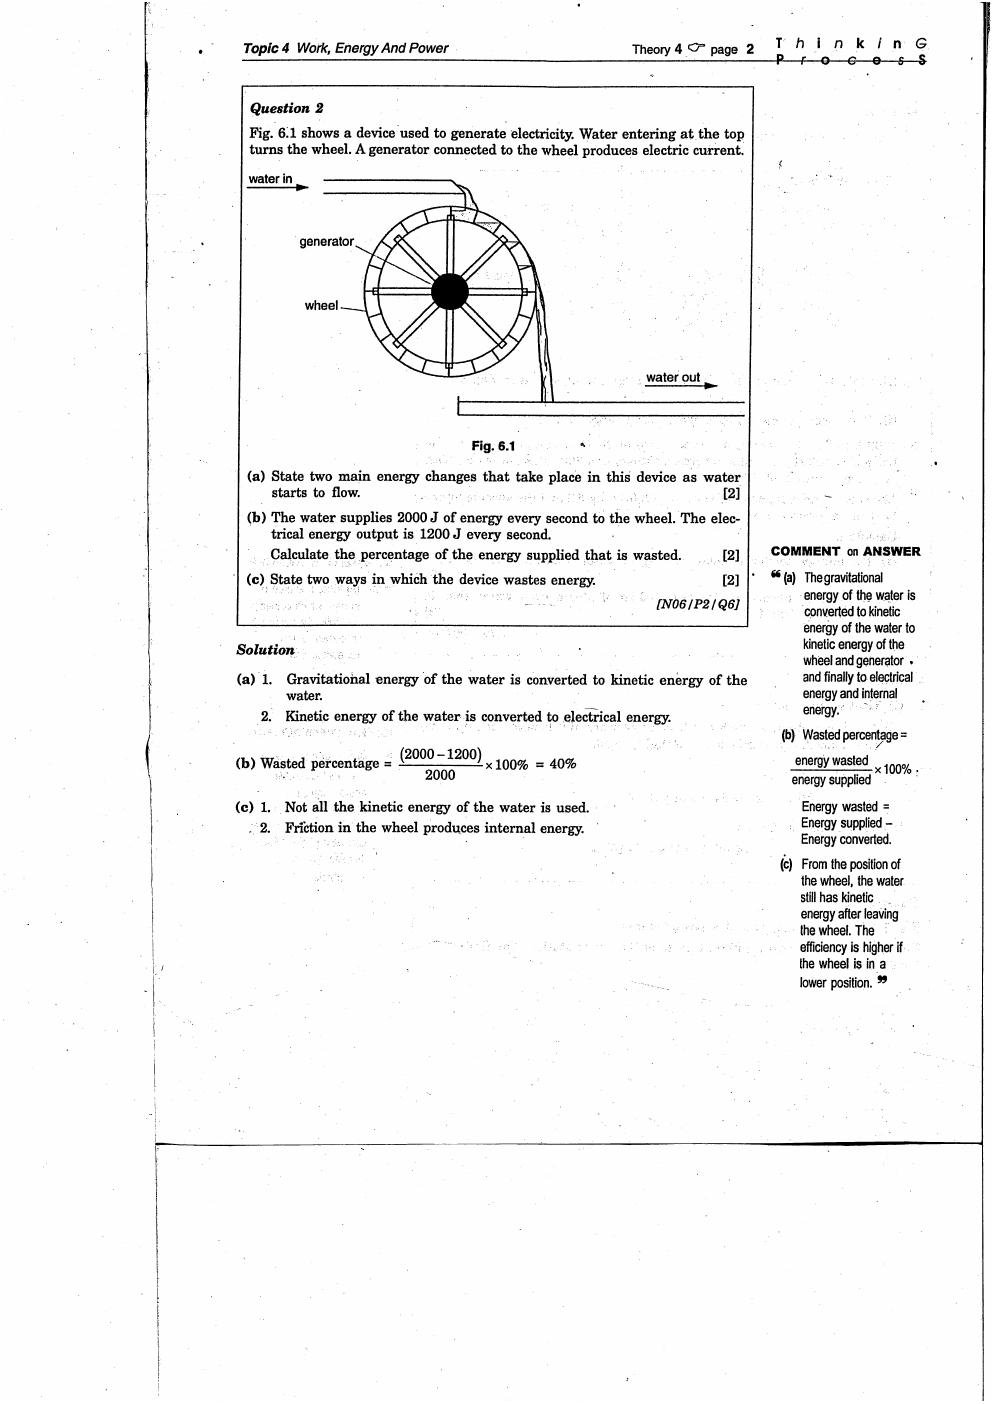 Topic 4 Work, Energy And Power
Theory 4 ☞ page 2
T h i n k i n G
P r o c e s S
Question 2
Fig. 6.1 shows a device used to generate electricity. Water entering at the top
turns the wheel. A generator connected to the wheel produces electric current.
water in
generator
wheel
water out
Fig. 6.1
(a) State two main energy changes that take place in this device as water
starts to flow. [2]
(b) The water supplies 2000 J of energy every second to the wheel. The elec-
trical energy output is 1200 J every second.
Calculate the percentage of the energy supplied that is wasted. [2]
(c) State two ways in which the device wastes energy. [2]
[N06/P2/Q6]
Solution
(a) 1. Gravitational energy of the water is converted to kinetic energy of the
water.
2. Kinetic energy of the water is converted to electrical energy.
(b) Wasted percentage = (2000 – 1200) / 2000 × 100% = 40%
(c) 1. Not all the kinetic energy of the water is used.
2. Friction in the wheel produces internal energy.
COMMENT on ANSWER
❝ (a) The gravitational
energy of the water is
converted to kinetic
energy of the water to
kinetic energy of the
wheel and generator
and finally to electrical
energy and internal
energy.
(b) Wasted percentage =
energy wasted / energy supplied × 100%.
Energy wasted =
Energy supplied –
Energy converted.
(c) From the position of
the wheel, the water
still has kinetic
energy after leaving
the wheel. The
efficiency is higher if
the wheel is in a
lower position. ❞